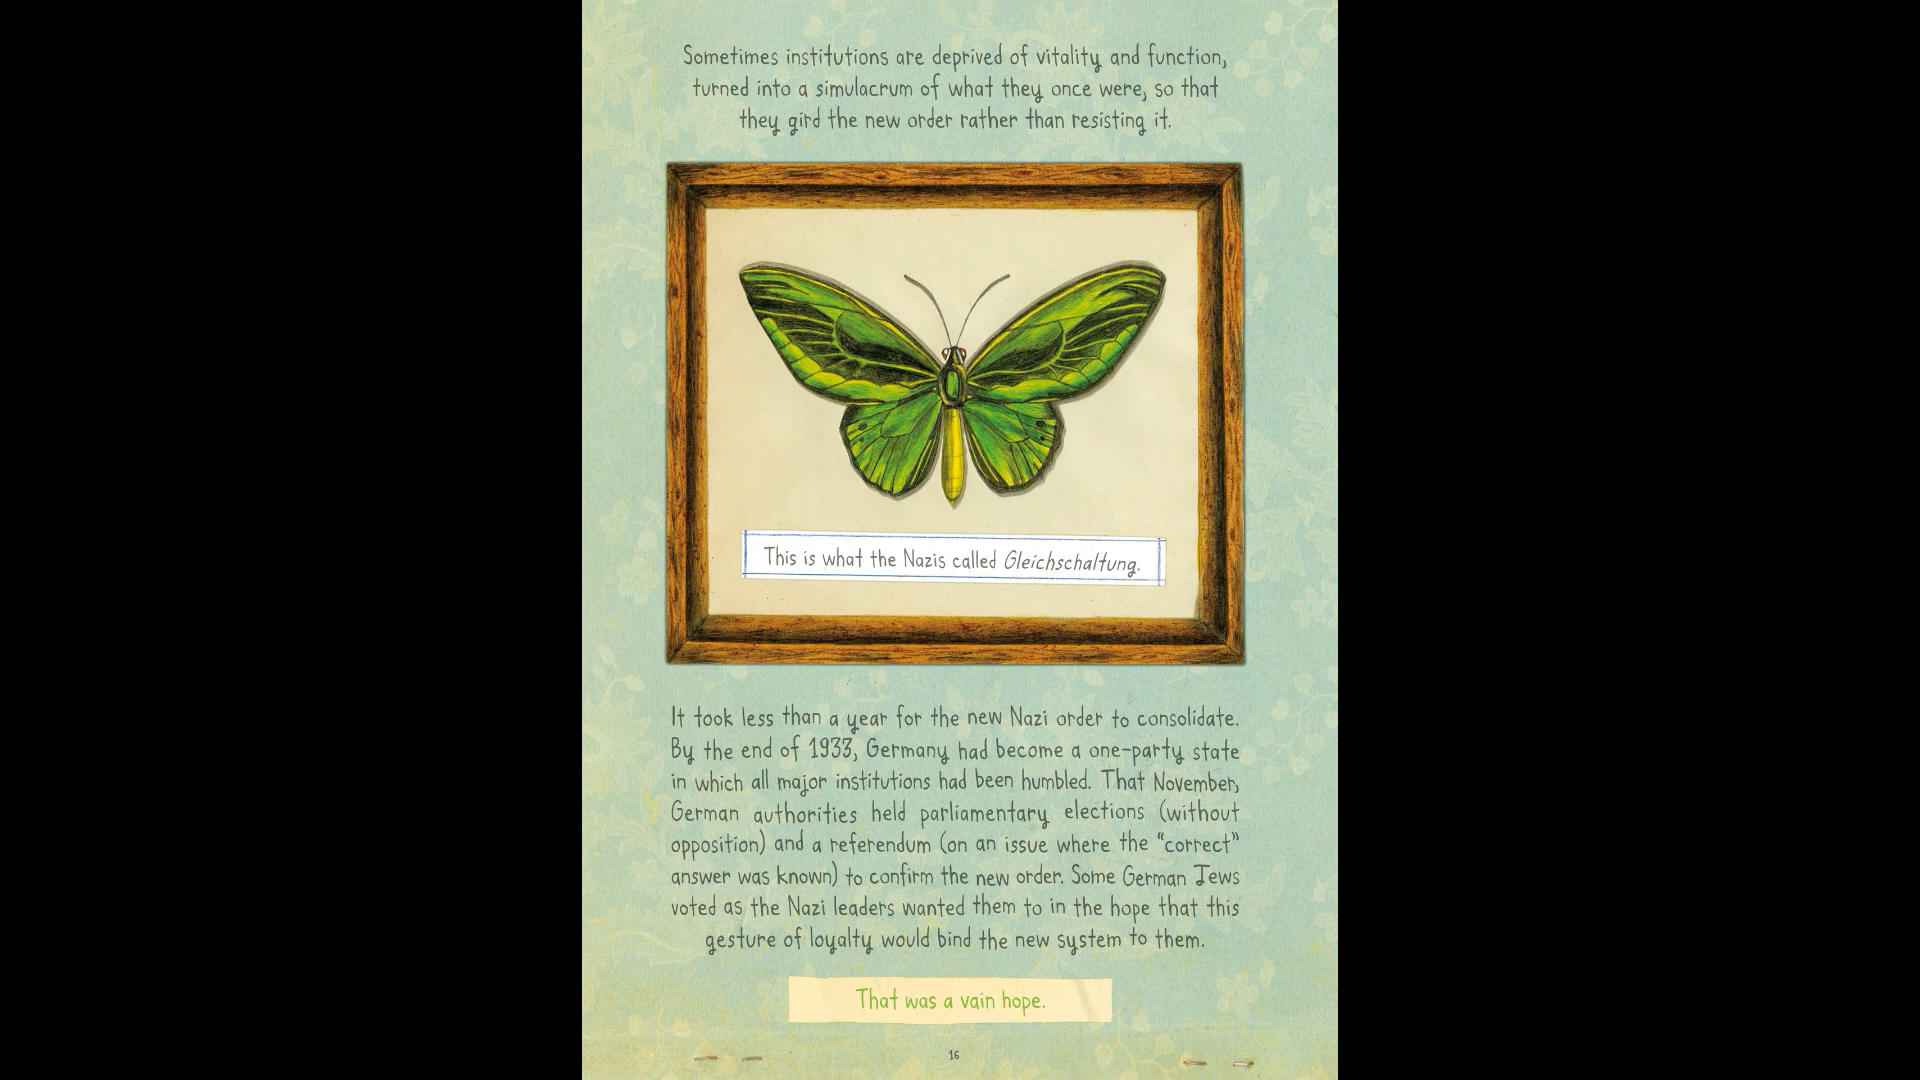 Sometimes institutions are deprived of vitality and function,
turned into a simulacrum of what they once were, so that
they gird the new order rather than resisting it.
This is what the Nazis called Gleichschaltung.
It took less than a year for the new Nazi order to consolidate.
By the end of 1933, Germany had become a one-party state
in which all major institutions had been humbled. That November,
German authorities held parliamentary elections (without
opposition) and a referendum (on an issue where the “correct”
answer was known) to confirm the new order. Some German Jews
voted as the Nazi leaders wanted them to in the hope that this
gesture of loyalty would bind the new system to them.
That was a vain hope.
16